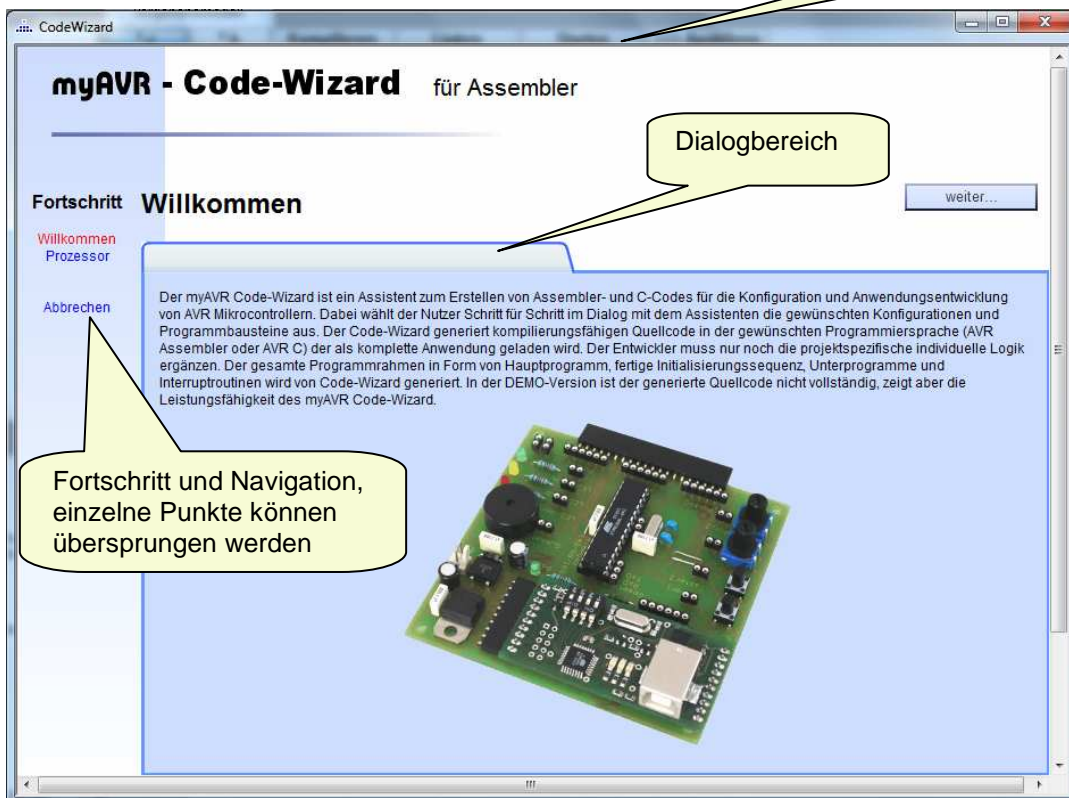 CodeWizard
myAVR - Code-Wizard für Assembler
Dialogbereich
Fortschritt
Willkommen
weiter...
Willkommen
Prozessor
Abbrechen
Der myAVR Code-Wizard ist ein Assistent zum Erstellen von Assembler- und C-Codes für die Konfiguration und Anwendungsentwicklung
von AVR Mikrocontrollern. Dabei wählt der Nutzer Schritt für Schritt im Dialog mit dem Assistenten die gewünschten Konfigurationen und
Programmbausteine aus. Der Code-Wizard generiert kompilierungsfähigen Quellcode in der gewünschten Programmiersprache (AVR
Assembler oder AVR C) der als komplette Anwendung geladen wird. Der Entwickler muss nur noch die projektspezifische individuelle Logik
ergänzen. Der gesamte Programmrahmen in Form von Hauptprogramm, fertige Initialisierungssequenz, Unterprogramme und
Interruptroutinen wird von Code-Wizard generiert. In der DEMO-Version ist der generierte Quellcode nicht vollständig, zeigt aber die
Leistungsfähigkeit des myAVR Code-Wizard.
Fortschritt und Navigation,
einzelne Punkte können
übersprungen werden